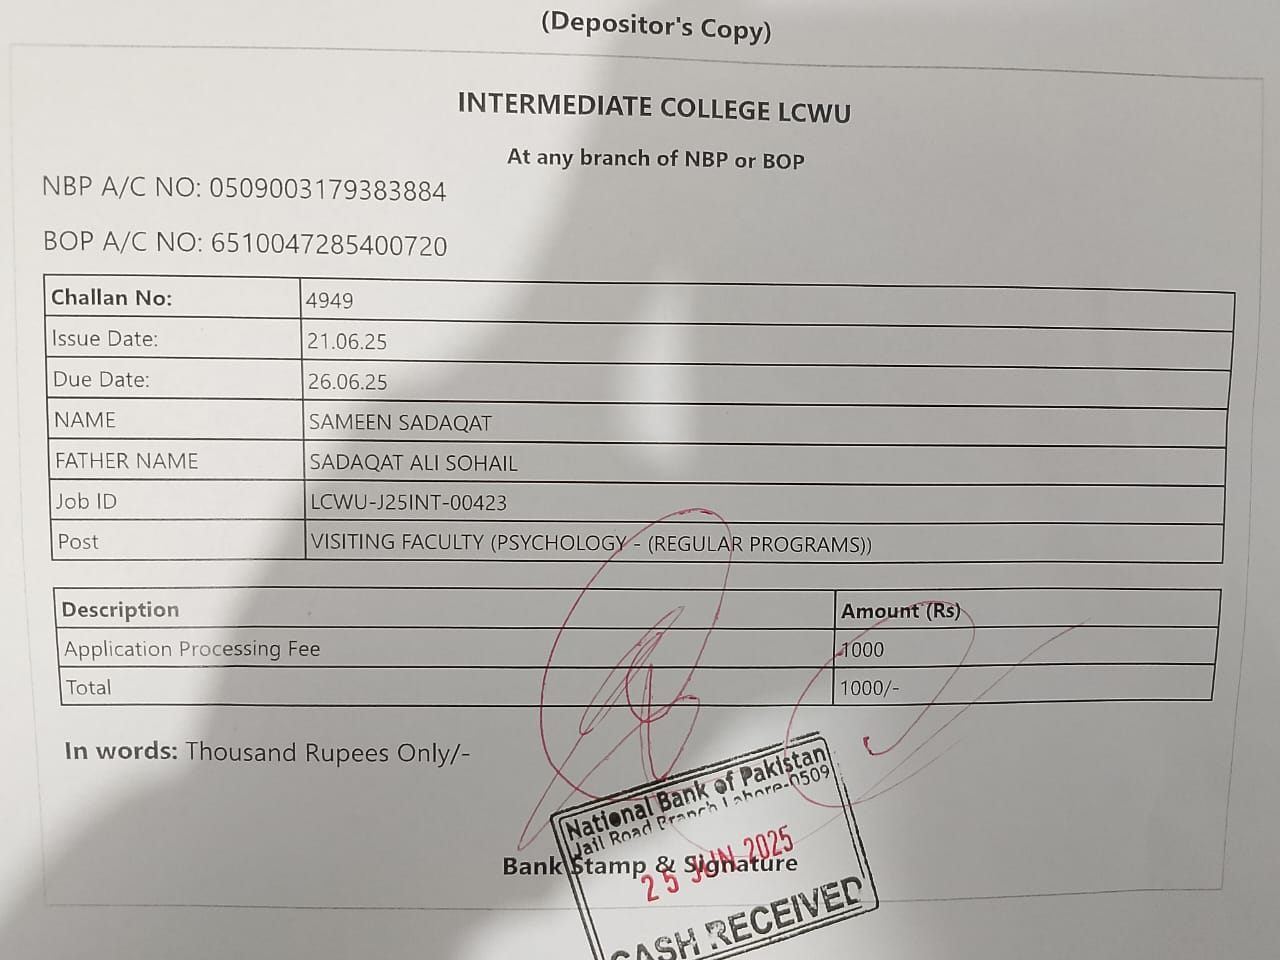 (Depositor's Copy)
INTERMEDIATE COLLEGE LCWU
At any branch of NBP or BOP
NBP A/C NO: 0509003179383884
BOP A/C NO: 6510047285400720
Challan No: 4949
Issue Date: 21.06.25
Due Date: 26.06.25
NAME SAMEEN SADAQAT
FATHER NAME SADAQAT ALI SOHAIL
Job ID LCWU-J25INT-00423
Post VISITING FACULTY (PSYCHOLOGY - (REGULAR PROGRAMS))
Description Amount (Rs)
Application Processing Fee 1000
Total 1000/-
In words: Thousand Rupees Only/-
National Bank of Pakistan
Jail Road Branch Lahore-0509
Bank Stamp & Signature
25 JUN 2025
CASH RECEIVED